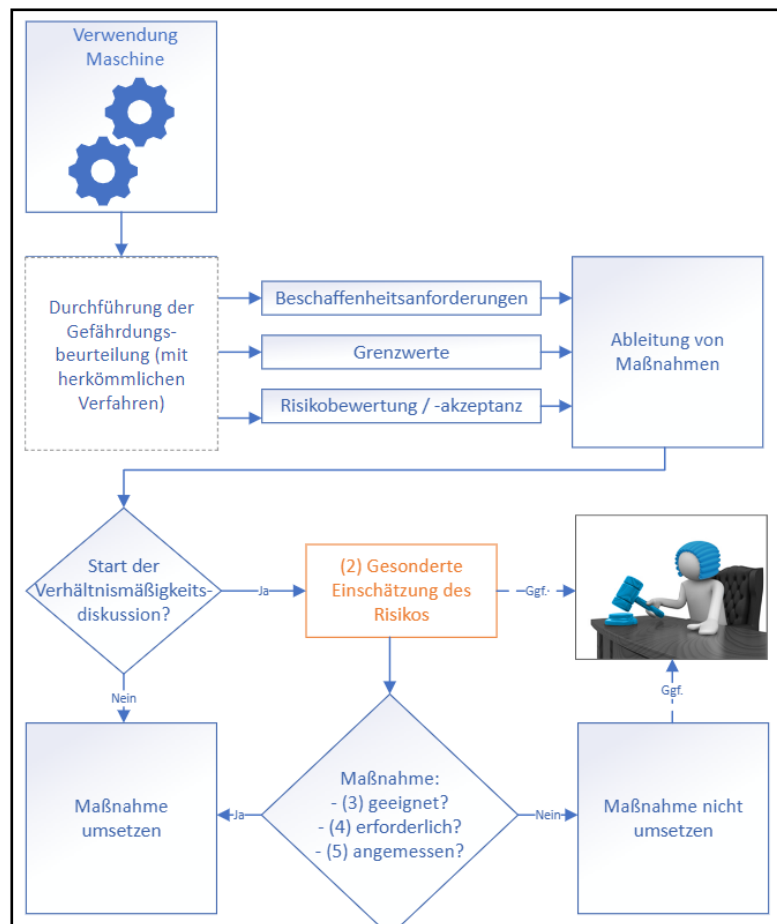 Verwendung
Maschine
Durchführung der
Gefährdungs-
beurteilung (mit
herkömmlichen
Verfahren)
Beschaffenheitsanforderungen
Grenzwerte
Risikobewertung / -akzeptanz
Ableitung von
Maßnahmen
Start der
Verhältnismäßigkeits-
diskussion?
Ja
(2) Gesonderte
Einschätzung des
Risikos
Ggf.
Nein
Ggf.
Maßnahme
umsetzen
Ja
Maßnahme:
- (3) geeignet?
- (4) erforderlich?
- (5) angemessen?
Nein
Maßnahme nicht
umsetzen